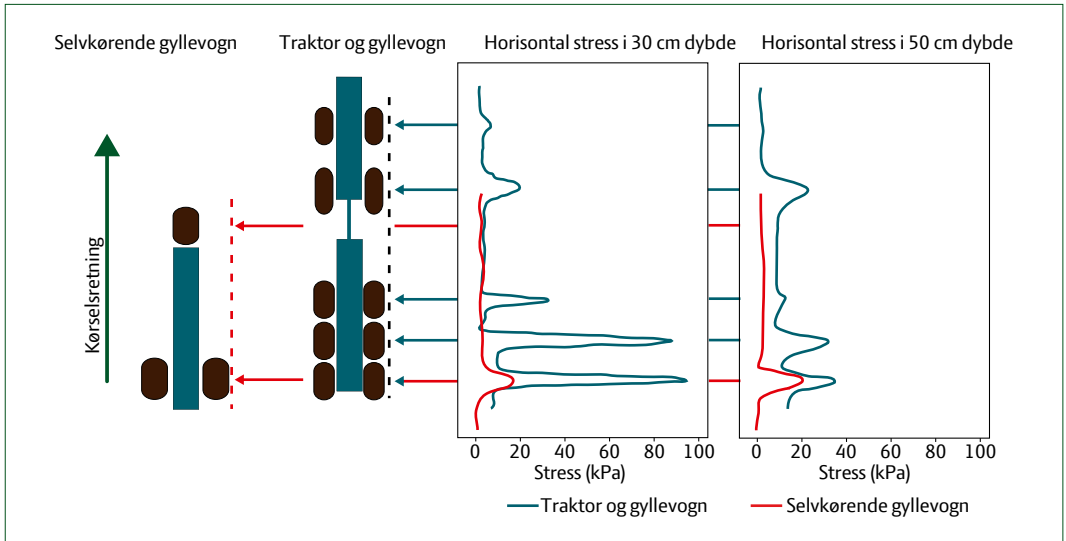 Selvkørende gyllevogn
Traktor og gyllevogn
Horisontal stress i 30 cm dybde
Horisontal stress i 50 cm dybde
Kørselsretning
0 20 40 60 80 100
Stress (kPa)
0 20 40 60 80 100
Stress (kPa)
Traktor og gyllevogn
Selvkørende gyllevogn